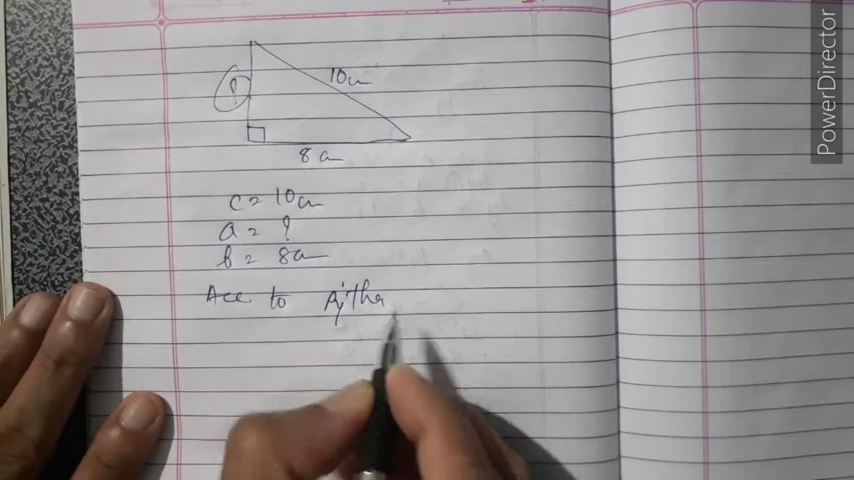 10cm
?
8cm
c = 10cm
a = ?
b = 8cm
Acc to Pytha
PowerDirector